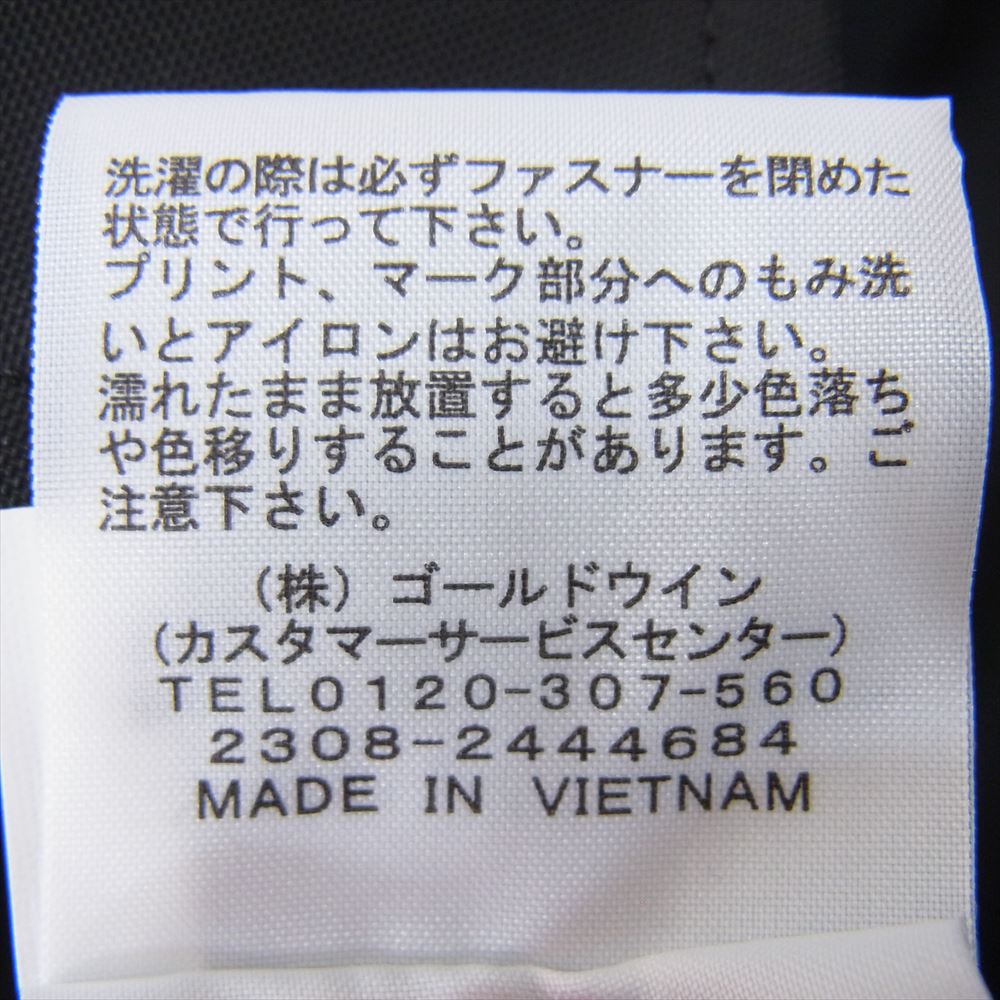 洗濯の際は必ずファスナーを閉めた
状態で行って下さい。
プリント、マーク部分へのもみ洗
いとアイロンはお避け下さい。
濡れたまま放置すると多少色落ち
や色移りすることがあります。ご
注意下さい。
(株) ゴールドウイン
(カスタマーサービスセンター)
TEL0120-307-560
2308-2444684
MADE IN VIETNAM